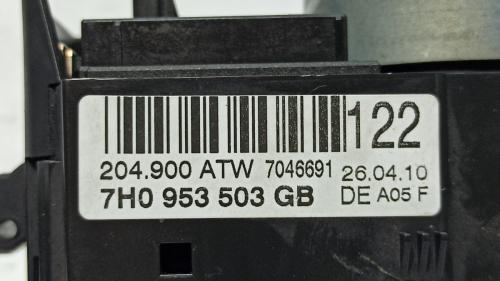 122
204.900 ATW 7046691 26.04.10
7H0 953 503 GB DE A05 F